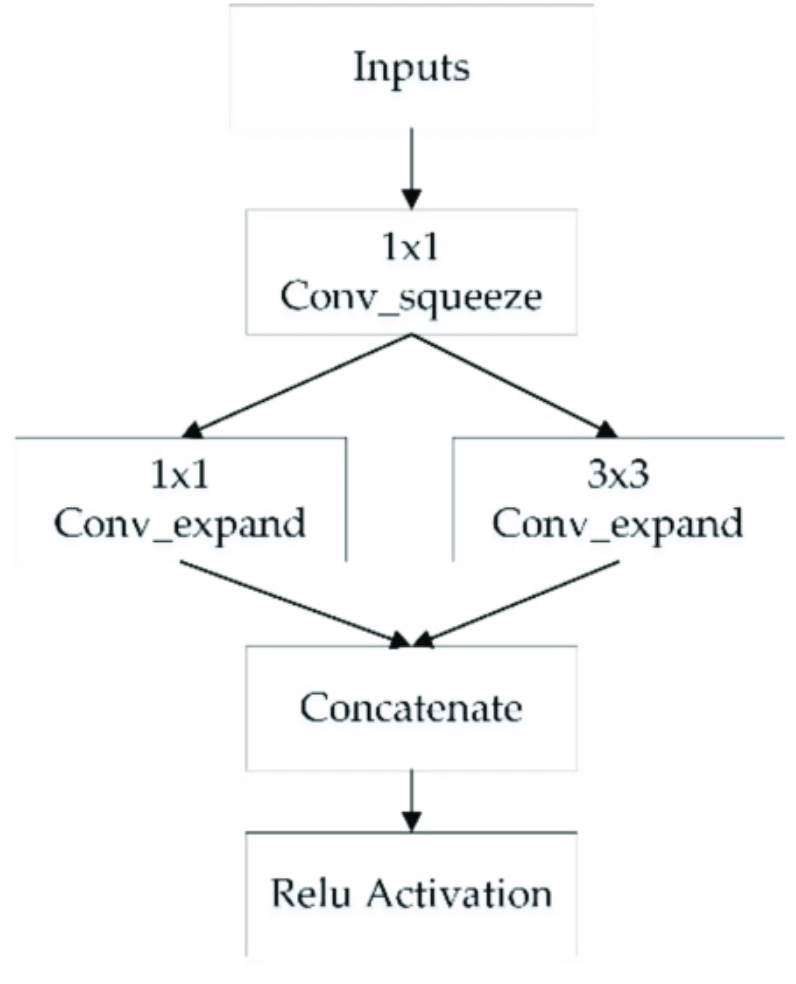 Inputs
1x1
Conv_squeeze
1x1
Conv_expand
3x3
Conv_expand
Concatenate
Relu Activation